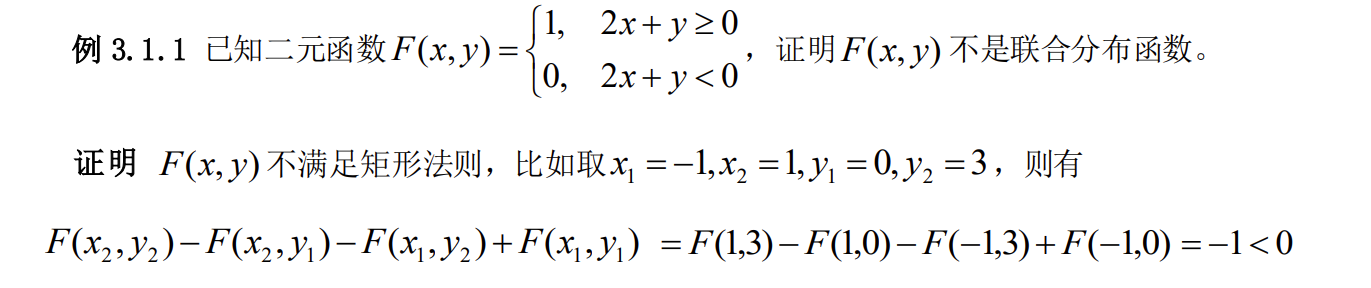 例 3.1.1 已知二元函数 F(x,y) = { 1, 2x + y ≥ 0
0, 2x + y < 0 ，证明 F(x,y) 不是联合分布函数。
证明 F(x,y) 不满足矩形法则，比如取 x₁ = −1, x₂ = 1, y₁ = 0, y₂ = 3，则有
F(x₂,y₂) − F(x₂,y₁) − F(x₁,y₂) + F(x₁,y₁) = F(1,3) − F(1,0) − F(−1,3) + F(−1,0) = −1 < 0